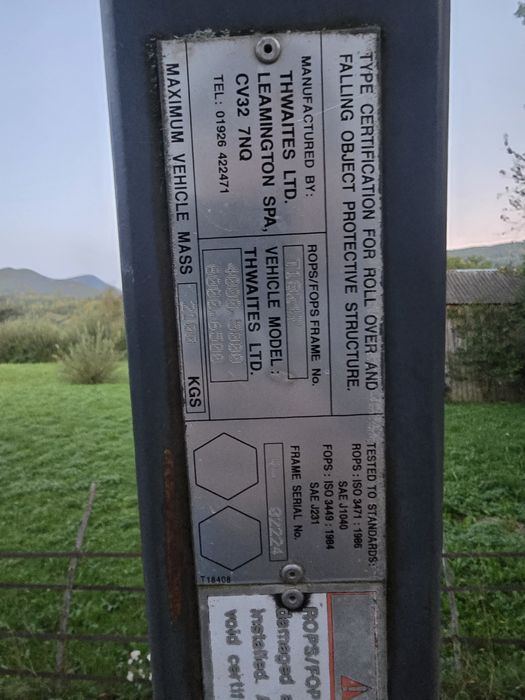 TYPE CERTIFICATION FOR ROLL OVER AND
FALLING OBJECT PROTECTIVE STRUCTURE.
MANUFACTURED BY:
THWAITES LTD.
LEAMINGTON SPA,
CV32 7NQ
TEL: 01926 422471
ROPS/FOPS FRAME No.
VEHICLE MODEL:
THWAITES LTD.
MAXIMUM VEHICLE MASS
KGS
TESTED TO STANDARDS:
ROPS: ISO 3471: 1986
SAE J1040
FOPS: ISO 3449: 1984
SAE J231
FRAME SERIAL No.
T18408
ROPS/FOP
damaged
installed.
void certi